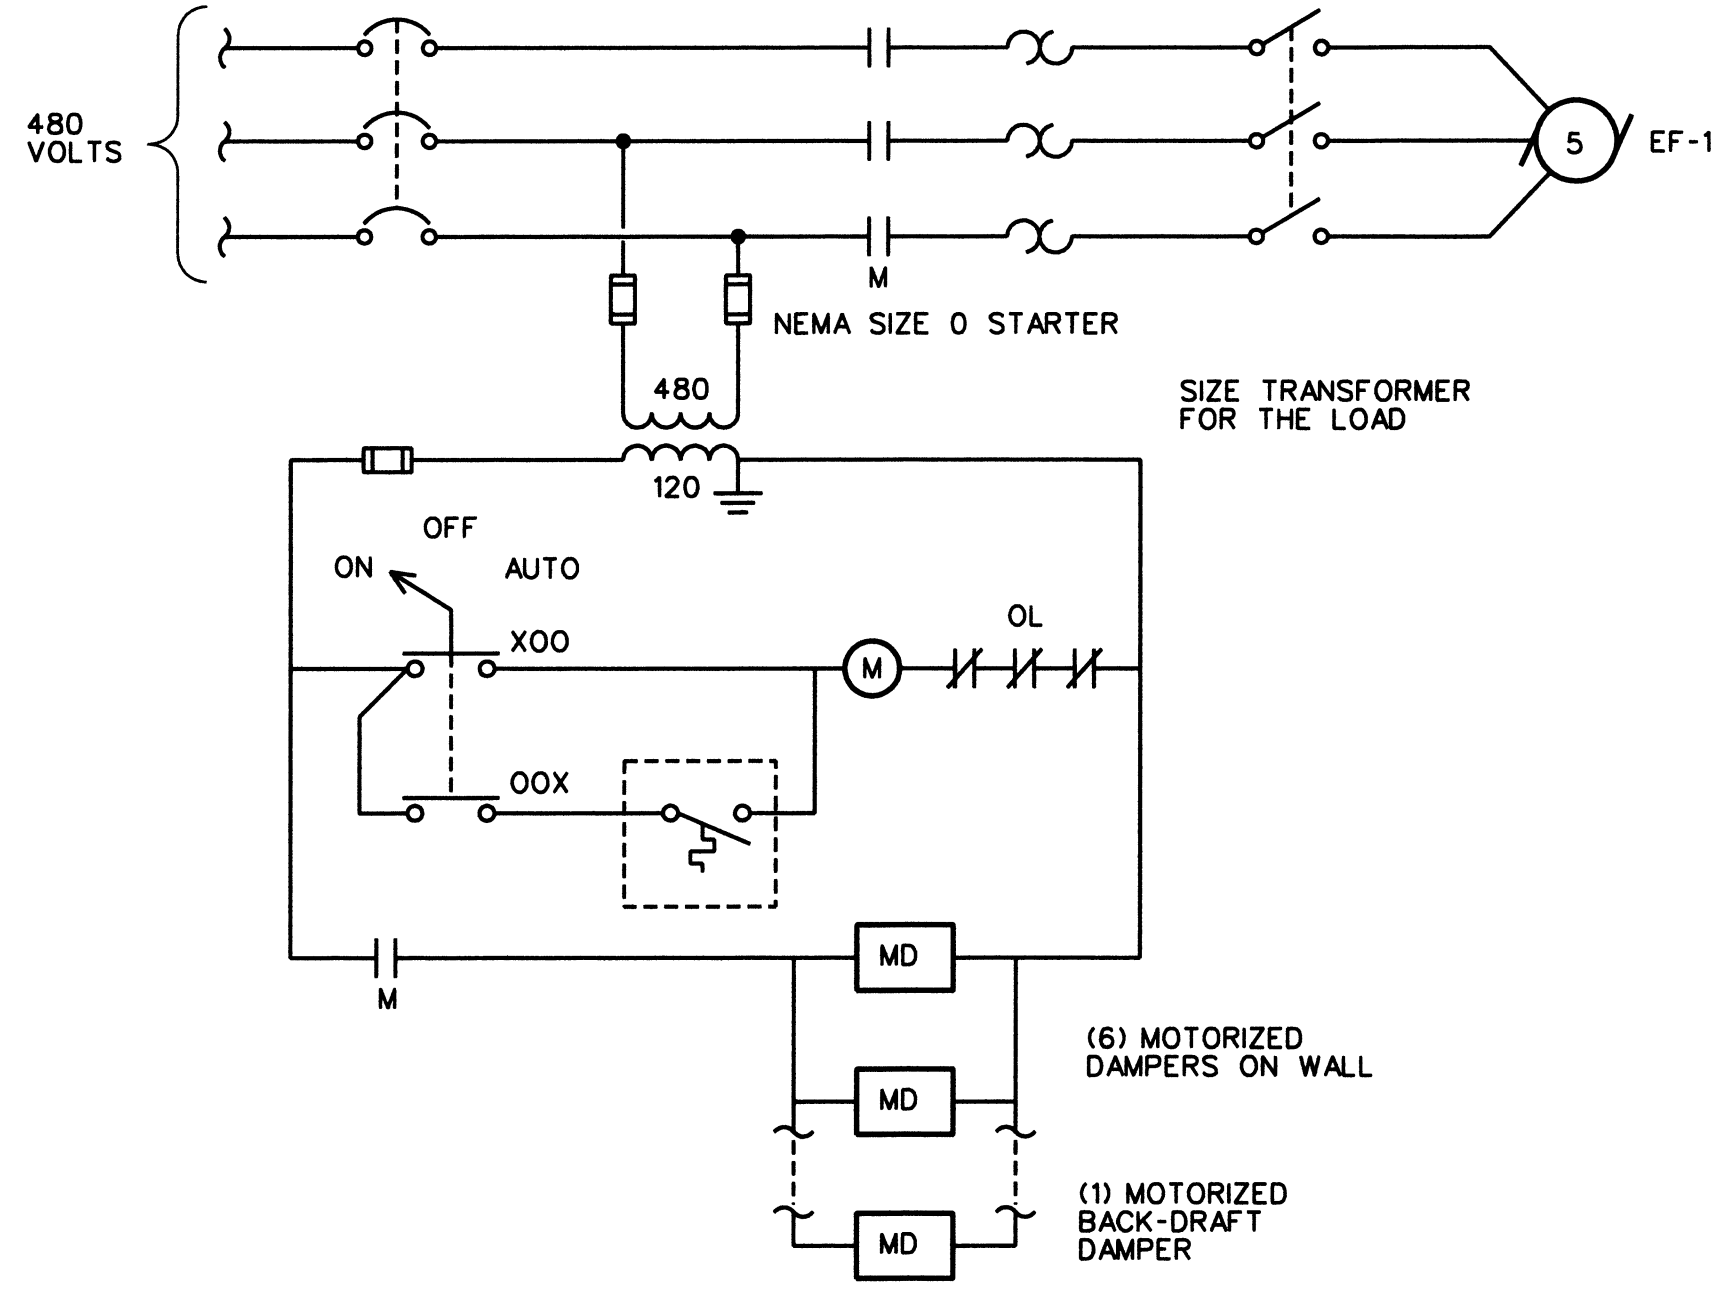 480
VOLTS
5
EF-1
M
NEMA SIZE 0 STARTER
480
SIZE TRANSFORMER
FOR THE LOAD
120
OFF
ON
AUTO
OL
XOO
M
OOX
MD
M
(6) MOTORIZED
DAMPERS ON WALL
MD
(1) MOTORIZED
BACK-DRAFT
DAMPER
MD